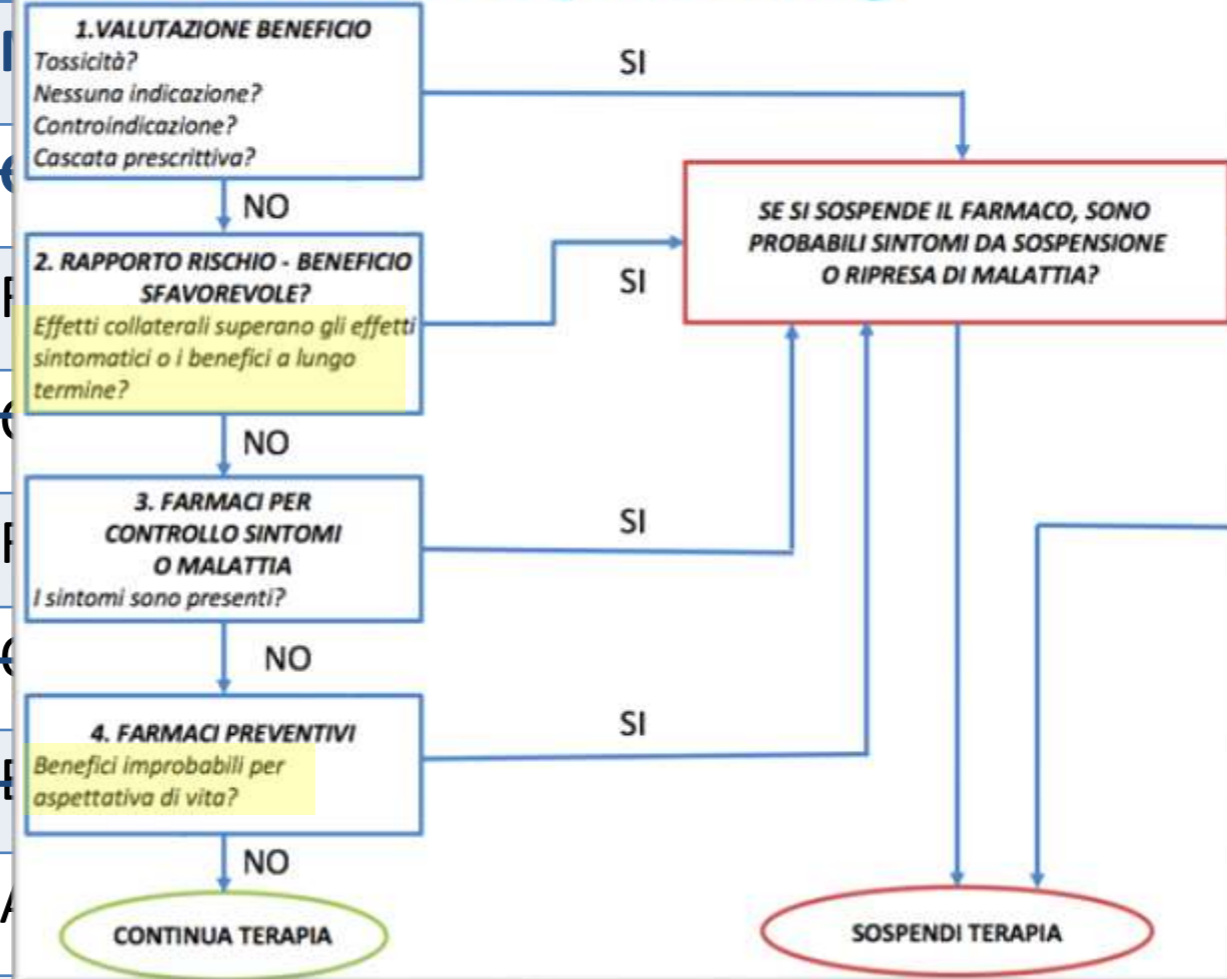 1.VALUTAZIONE BENEFICIO
Tossicità?
Nessuna indicazione?
Controindicazione?
Cascata prescrittiva?
SI
NO
2. RAPPORTO RISCHIO - BENEFICIO
SFAVOREVOLE?
Effetti collaterali superano gli effetti
sintomatici o i benefici a lungo
termine?
SI
SE SI SOSPENDE IL FARMACO, SONO
PROBABILI SINTOMI DA SOSPENSIONE
O RIPRESA DI MALATTIA?
NO
3. FARMACI PER
CONTROLLO SINTOMI
O MALATTIA
I sintomi sono presenti?
SI
NO
4. FARMACI PREVENTIVI
Benefici improbabili per
aspettativa di vita?
SI
NO
CONTINUA TERAPIA
SOSPENDI TERAPIA